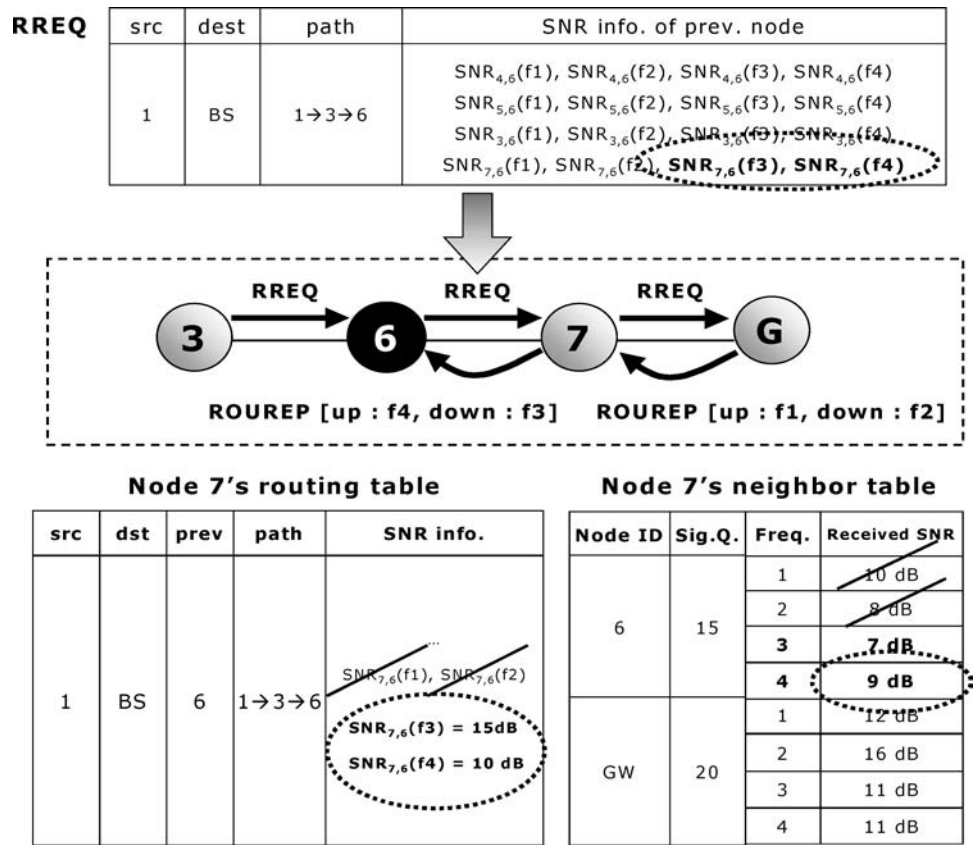 RREQ
src dest path SNR info. of prev. node
SNR4,6(f1), SNR4,6(f2), SNR4,6(f3), SNR4,6(f4)
SNR5,6(f1), SNR5,6(f2), SNR5,6(f3), SNR5,6(f4)
1 BS 1→3→6
SNR3,6(f1), SNR3,6(f2), SNR3,6(f3), SNR3,6(f4)
SNR7,6(f1), SNR7,6(f2), SNR7,6(f3), SNR7,6(f4)
RREQ RREQ RREQ
3 6 7 G
ROUREP [up : f4, down : f3] ROUREP [up : f1, down : f2]
Node 7's routing table
src dst prev path SNR info.
...
SNR7,6(f1), SNR7,6(f2)
1 BS 6 1→3→6
SNR7,6(f3) = 15dB
SNR7,6(f4) = 10 dB
Node 7's neighbor table
Node ID Sig.Q. Freq. Received SNR
6 15
1 10 dB
2 8 dB
3 7 dB
4 9 dB
GW 20
1 12 dB
2 16 dB
3 11 dB
4 11 dB